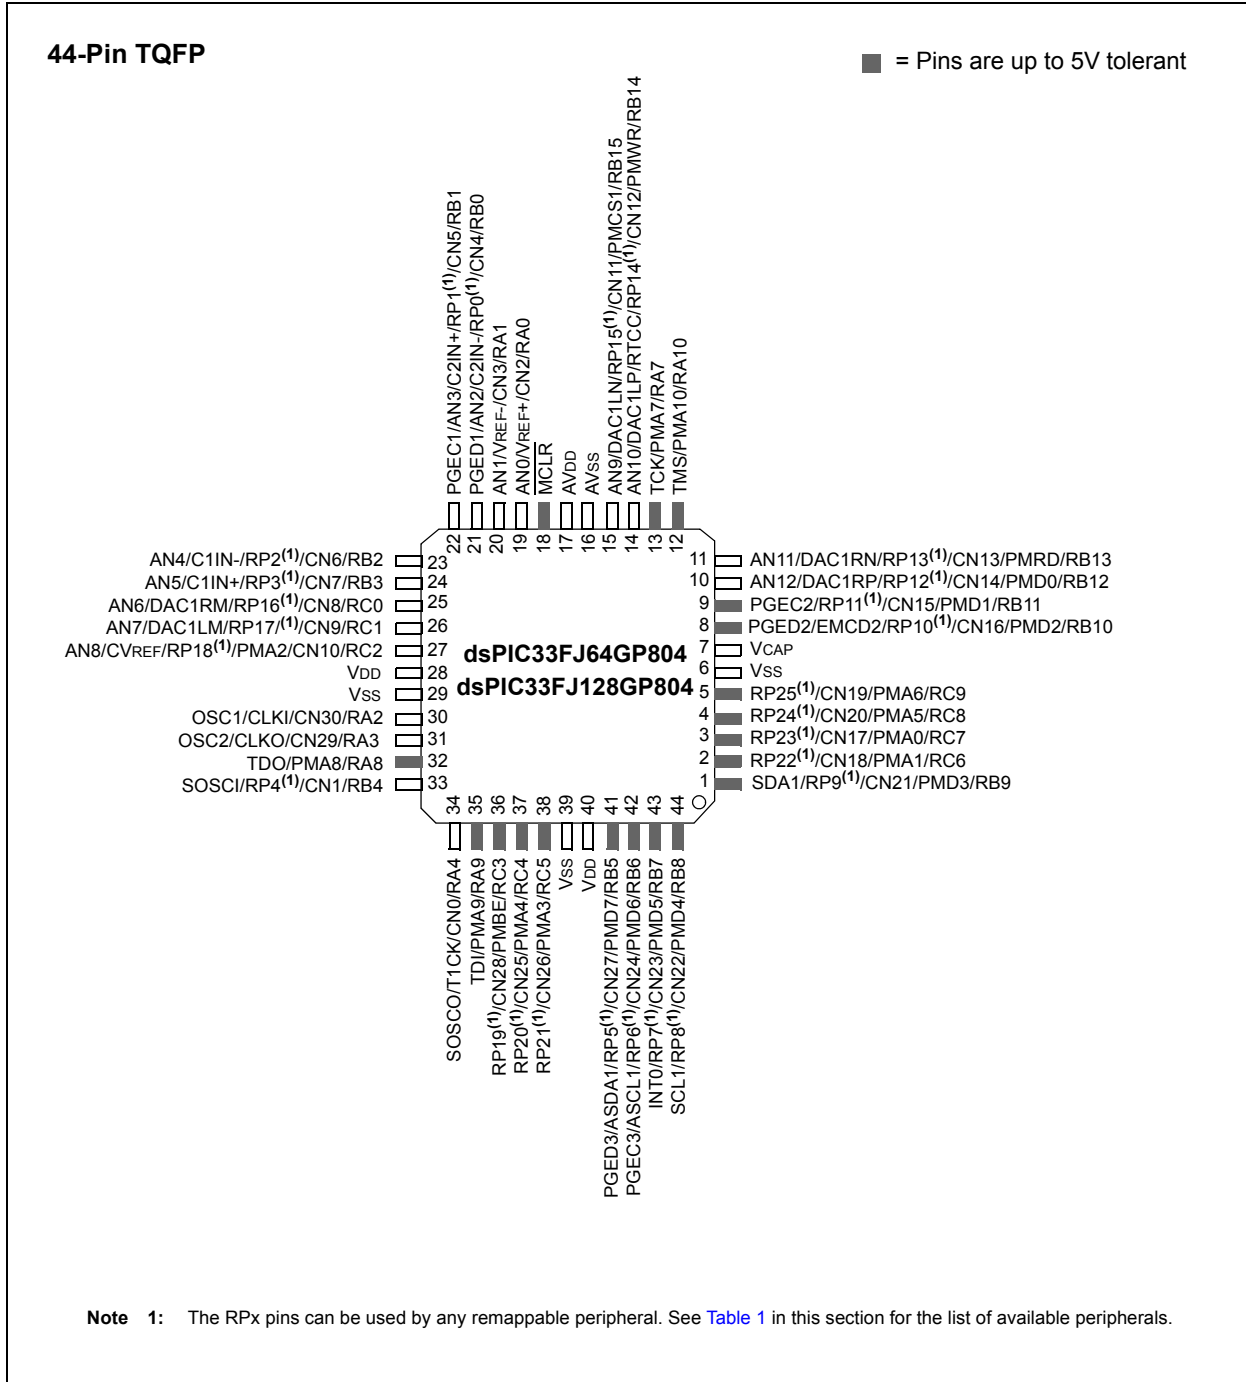 44-Pin TQFP
= Pins are up to 5V tolerant
PGEC1/AN3/C2IN+/RP1(1)/CN5/RB1
PGED1/AN2/C2IN-/RP0(1)/CN4/RB0
AN1/VREF-/CN3/RA1
AN0/VREF+/CN2/RA0
MCLR
AVDD
AVSS
AN9/DAC1LN/RP15(1)/CN11/PMCS1/RB15
AN10/DAC1LP/RTCC/RP14(1)/CN12/PMWR/RB14
TCK/PMA7/RA7
TMS/PMA10/RA10
22 21 20 19 18 17 16 15 14 13 12
AN4/C1IN-/RP2(1)/CN6/RB2 23
AN5/C1IN+/RP3(1)/CN7/RB3 24
AN6/DAC1RM/RP16(1)/CN8/RC0 25
AN7/DAC1LM/RP17/(1)/CN9/RC1 26
AN8/CVREF/RP18(1)/PMA2/CN10/RC2 27
VDD 28
VSS 29
OSC1/CLKI/CN30/RA2 30
OSC2/CLKO/CN29/RA3 31
TDO/PMA8/RA8 32
SOSCI/RP4(1)/CN1/RB4 33
dsPIC33FJ64GP804
dsPIC33FJ128GP804
11 AN11/DAC1RN/RP13(1)/CN13/PMRD/RB13
10 AN12/DAC1RP/RP12(1)/CN14/PMD0/RB12
9 PGEC2/RP11(1)/CN15/PMD1/RB11
8 PGED2/EMCD2/RP10(1)/CN16/PMD2/RB10
7 VCAP
6 VSS
5 RP25(1)/CN19/PMA6/RC9
4 RP24(1)/CN20/PMA5/RC8
3 RP23(1)/CN17/PMA0/RC7
2 RP22(1)/CN18/PMA1/RC6
1 SDA1/RP9(1)/CN21/PMD3/RB9
34 35 36 37 38 39 40 41 42 43 44
SOSCO/T1CK/CN0/RA4
TDI/PMA9/RA9
RP19(1)/CN28/PMBE/RC3
RP20(1)/CN25/PMA4/RC4
RP21(1)/CN26/PMA3/RC5
VSS
VDD
PGED3/ASDA1/RP5(1)/CN27/PMD7/RB5
PGEC3/ASCL1/RP6(1)/CN24/PMD6/RB6
INT0/RP7(1)/CN23/PMD5/RB7
SCL1/RP8(1)/CN22/PMD4/RB8
Note 1: The RPx pins can be used by any remappable peripheral. See Table 1 in this section for the list of available peripherals.